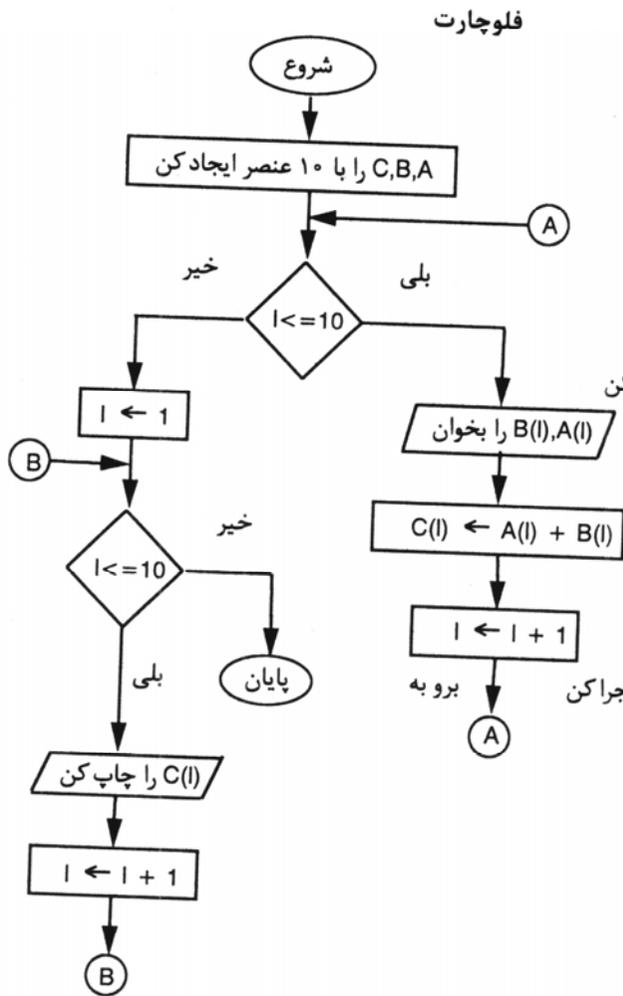 فلوچارت
شروع
C,B,A را با ۱۰ عنصر ایجاد کن
A
خیر
بلی
I<=10
I ← 1
B(I),A(I) را بخوان
B
C(I) ← A(I) + B(I)
خیر
I<=10
I ← I + 1
پایان
بلی
برو به
A
C(I) را چاپ کن
I ← I + 1
B